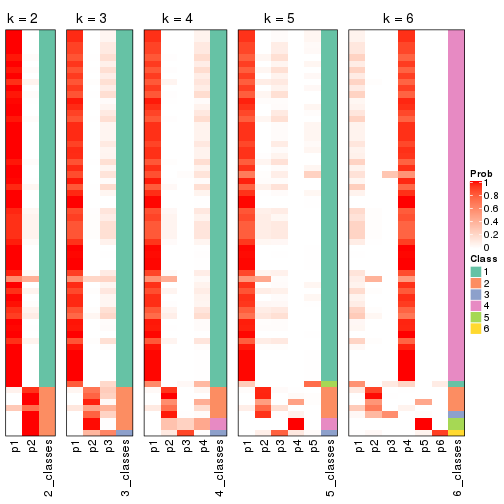 k = 2
k = 3
k = 4
k = 5
k = 6
Prob
1
0.8
0.6
0.4
0.2
0
Class
1
2
3
4
5
6
p1
p2
2_classes
p1
p2
p3
3_classes
p1
p2
p3
p4
4_classes
p1
p2
p3
p4
p5
5_classes
p1
p2
p3
p4
p5
p6
6_classes